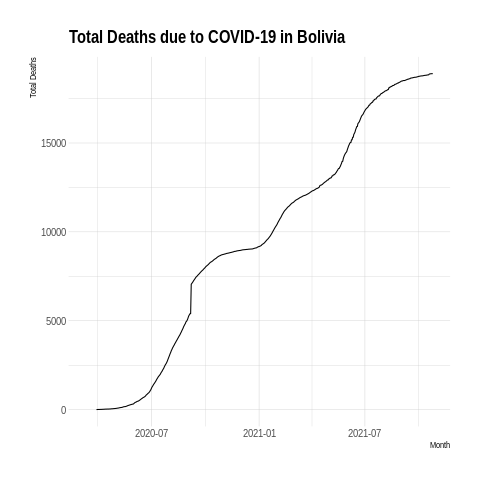 Total Deaths due to COVID-19 in Bolivia
Total Deaths
15000
10000
5000
0
2020-07
2021-01
2021-07
Month